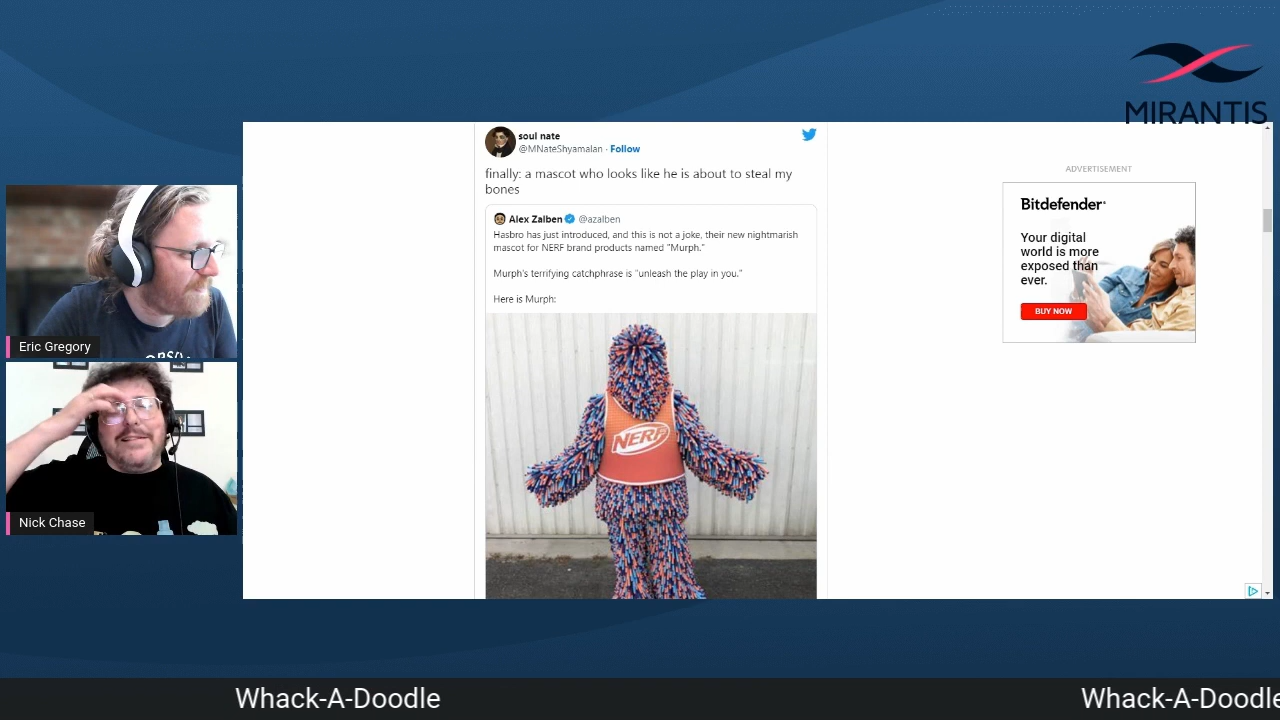 MIRANTIS
soul nate
@MNateShyamalan · Follow
finally: a mascot who looks like he is about to steal my
bones
Alex Zalben @azalben
Hasbro has just introduced, and this is not a joke, their new nightmarish
mascot for NERF brand products named "Murph."
Murph's terrifying catchphrase is "unleash the play in you."
Here is Murph:
NERF
ADVERTISEMENT
Bitdefender
Your digital
world is more
exposed than
ever.
BUY NOW
Eric Gregory
Nick Chase
Whack-A-Doodle
Whack-A-Doodle